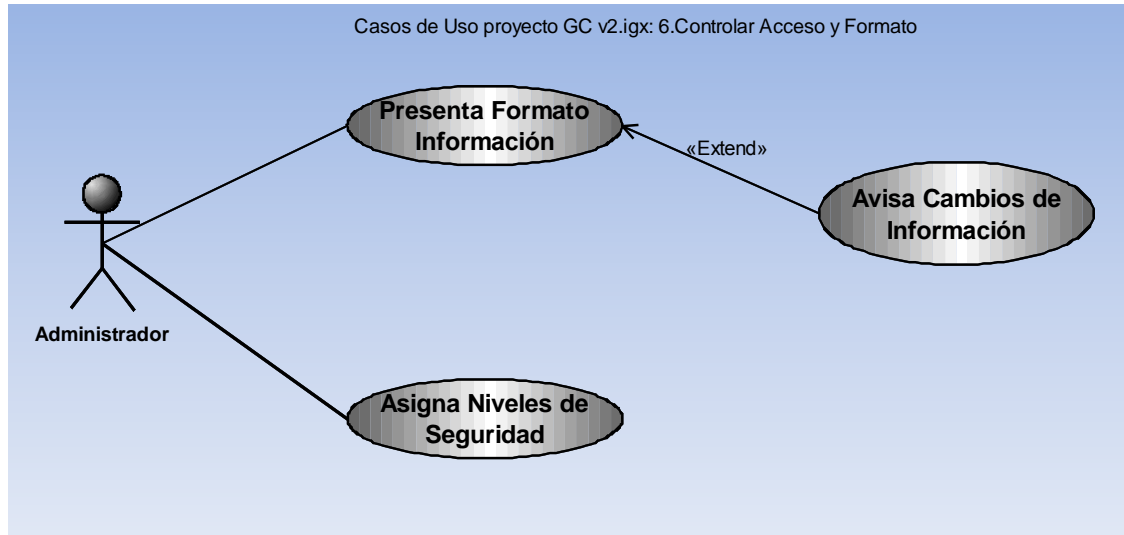 Casos de Uso proyecto GC v2.igx: 6.Controlar Acceso y Formato
Presenta Formato
Información
«Extend»
Avisa Cambios de
Información
Administrador
Asigna Niveles de
Seguridad